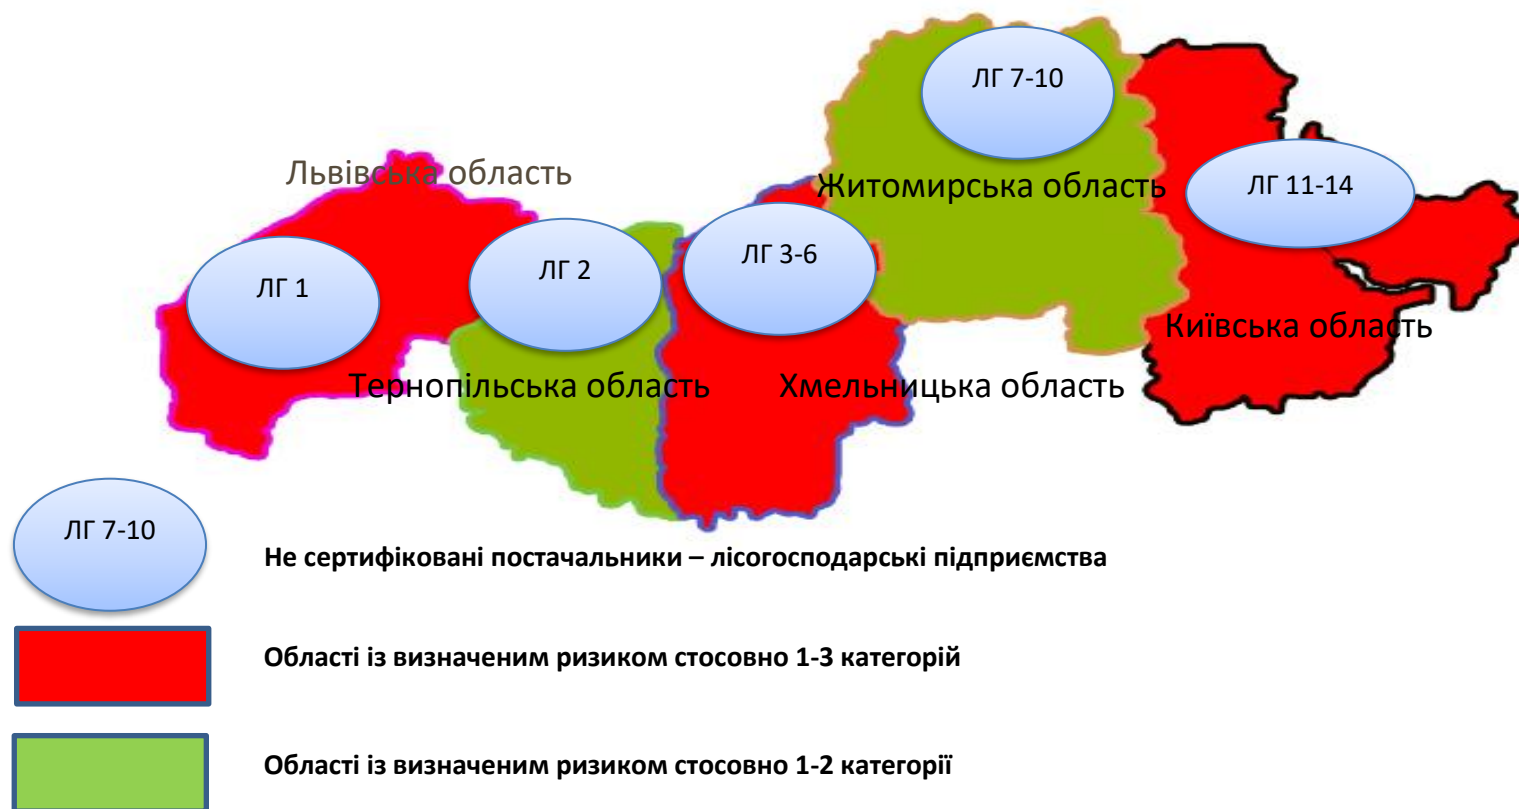 ЛГ 7-10
Львівська область
Житомирська область
ЛГ 11-14
ЛГ 3-6
ЛГ 2
ЛГ 1
Київська область
Тернопільська область
Хмельницька область
ЛГ 7-10
Не сертифіковані постачальники – лісогосподарські підприємства
Області із визначеним ризиком стосовно 1-3 категорій
Області із визначеним ризиком стосовно 1-2 категорії